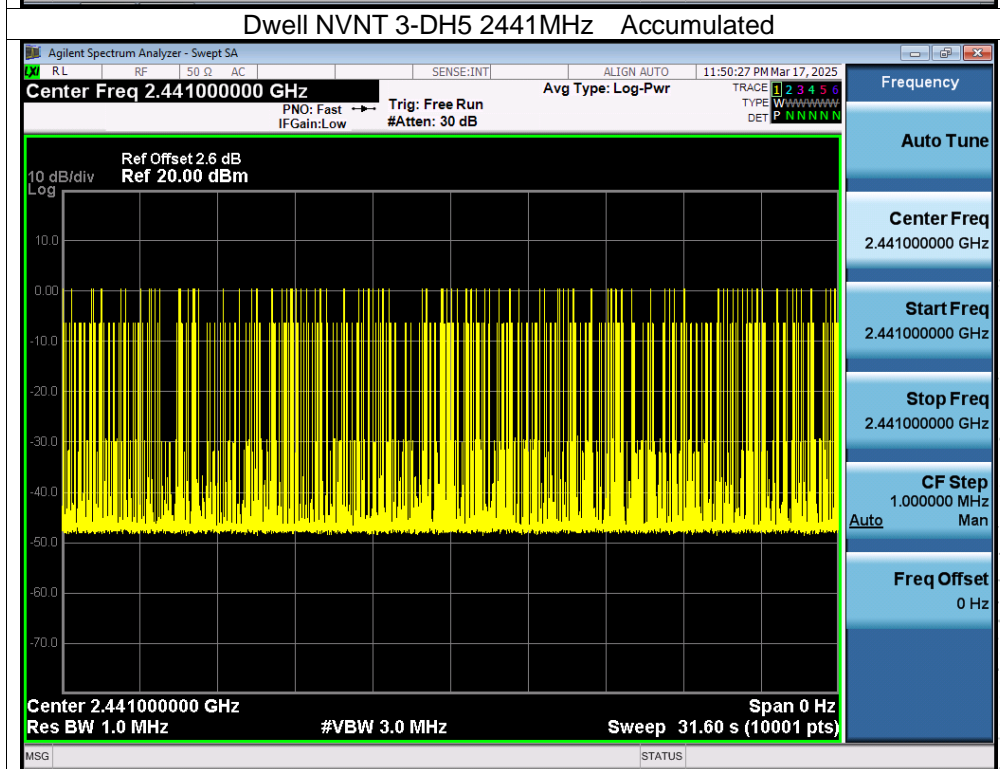 Dwell NVNT 3-DH5 2441MHz Accumulated
Agilent Spectrum Analyzer - Swept SA
LXI RL RF 50 Ω AC SENSE:INT ALIGN AUTO 11:50:27 PM Mar 17, 2025
Center Freq 2.441000000 GHz
Avg Type: Log-Pwr
TRACE 1 2 3 4 5 6
PNO: Fast
Trig: Free Run
TYPE WWWWWW
IFGain:Low
#Atten: 30 dB
DET P N N N N N
Ref Offset 2.6 dB
10 dB/div Ref 20.00 dBm
Log
10.0
0.00
-10.0
-20.0
-30.0
-40.0
-50.0
-60.0
-70.0
Center 2.441000000 GHz Span 0 Hz
Res BW 1.0 MHz #VBW 3.0 MHz Sweep 31.60 s (10001 pts)
MSG STATUS
Frequency
Auto Tune
Center Freq
2.441000000 GHz
Start Freq
2.441000000 GHz
Stop Freq
2.441000000 GHz
CF Step
1.000000 MHz
Auto Man
Freq Offset
0 Hz